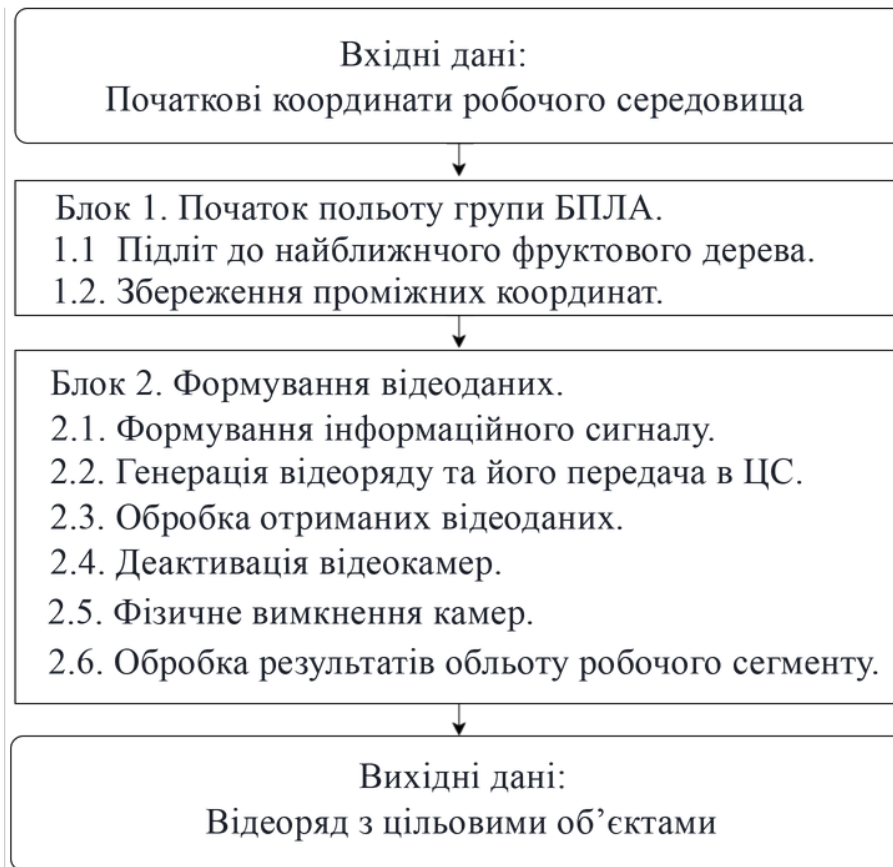 Вхідні дані:
Початкові координати робочого середовища
Блок 1. Початок польоту групи БПЛА.
1.1 Підліт до найближнчого фруктового дерева.
1.2. Збереження проміжних координат.
Блок 2. Формування відеоданих.
2.1. Формування інформаційного сигналу.
2.2. Генерація відеоряду та його передача в ЦС.
2.3. Обробка отриманих відеоданих.
2.4. Деактивація відеокамер.
2.5. Фізичне вимкнення камер.
2.6. Обробка результатів обльоту робочого сегменту.
Вихідні дані:
Відеоряд з цільовими об’єктами